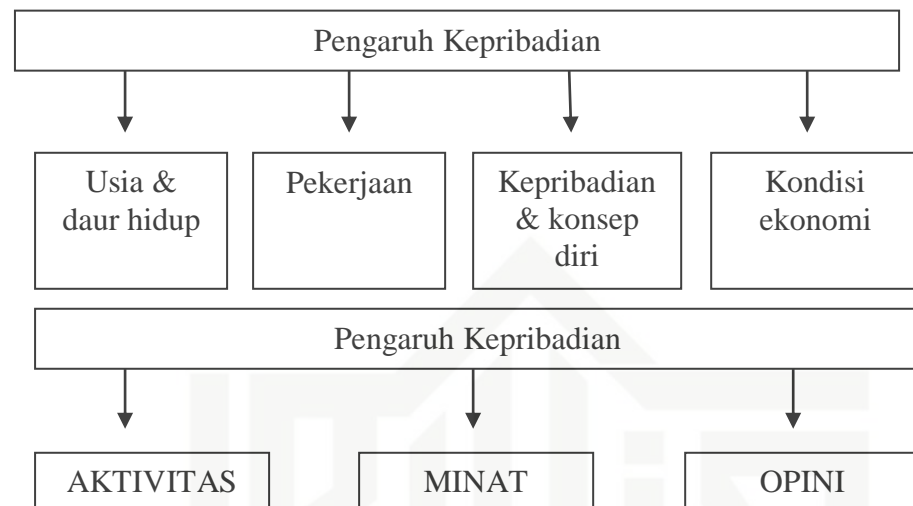 Pengaruh Kepribadian
Usia &
daur hidup
Pekerjaan
Kepribadian
& konsep
diri
Kondisi
ekonomi
Pengaruh Kepribadian
AKTIVITAS
MINAT
OPINI